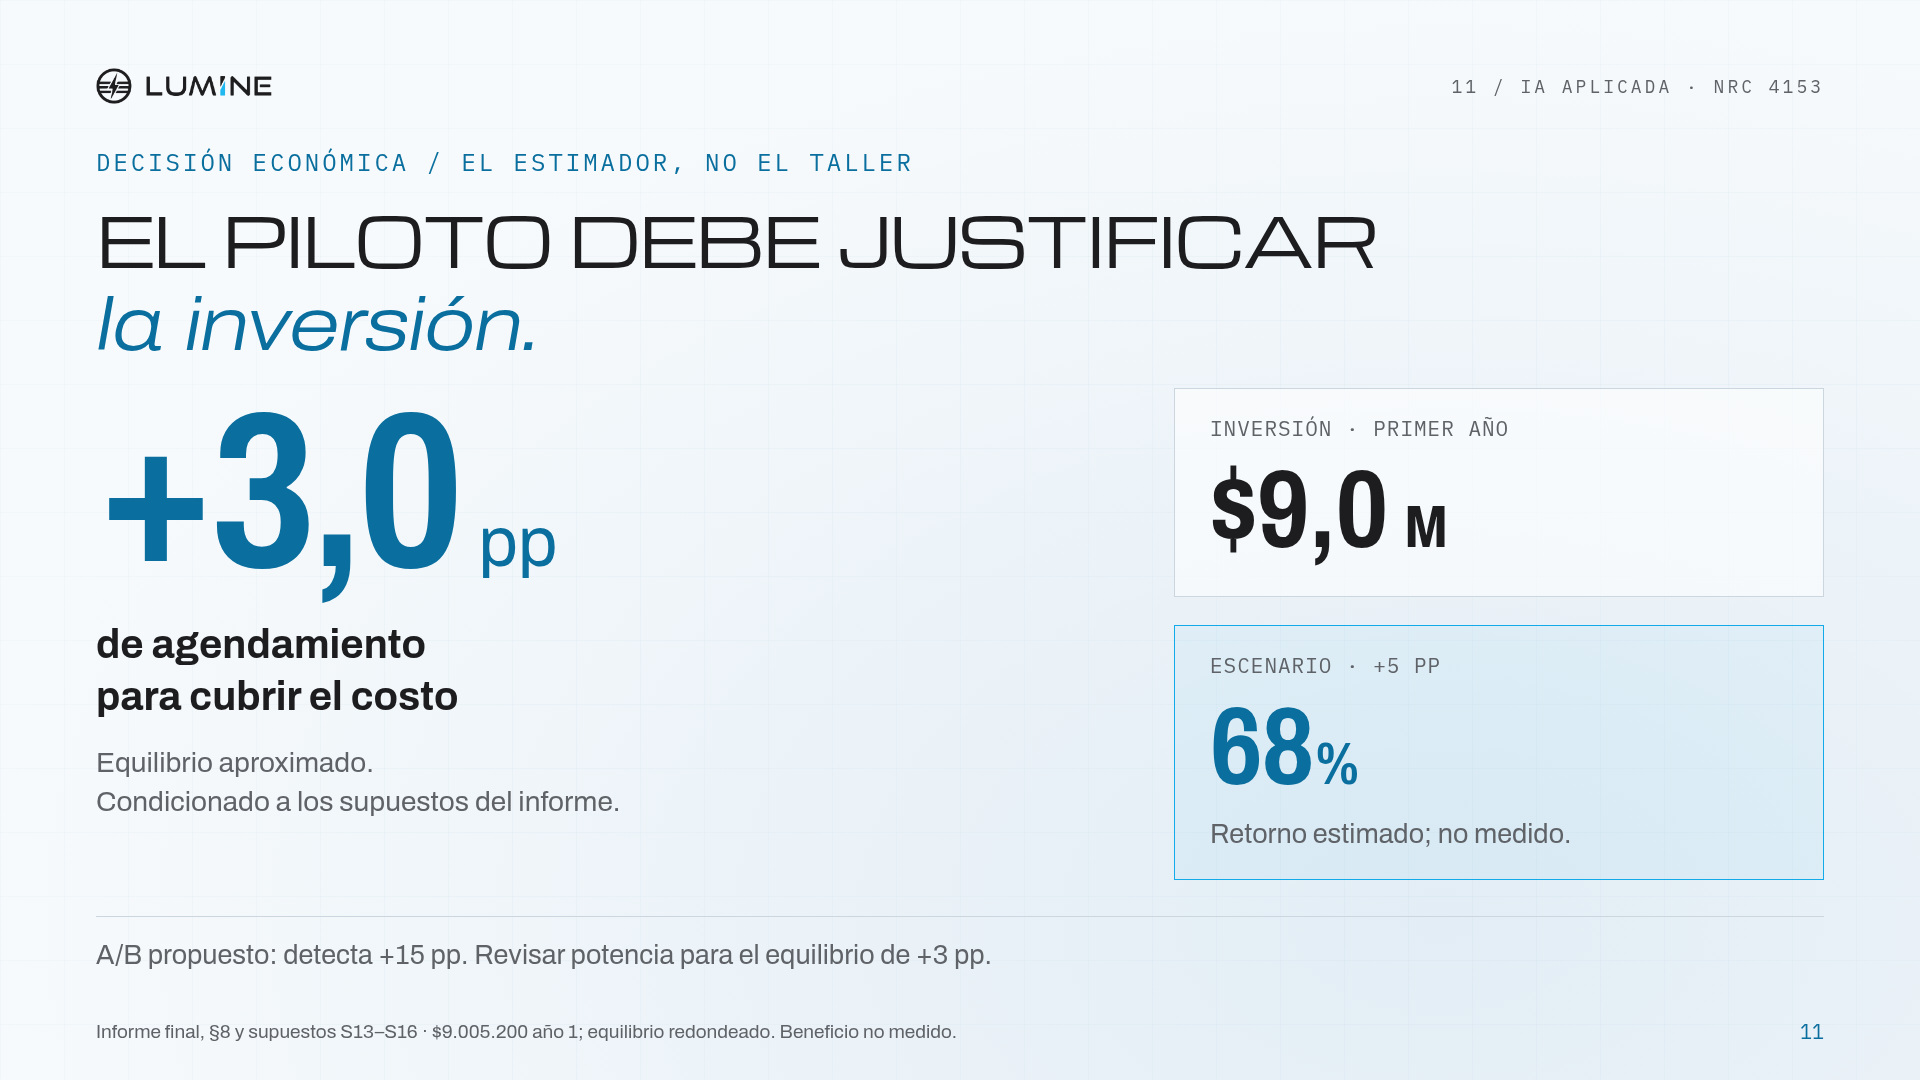 LUMINE
11 / IA APLICADA · NRC 4153
DECISIÓN ECONÓMICA / EL ESTIMADOR, NO EL TALLER
EL PILOTO DEBE JUSTIFICAR
la inversión.
+3,0 pp
de agendamiento
para cubrir el costo
Equilibrio aproximado.
Condicionado a los supuestos del informe.
INVERSIÓN · PRIMER AÑO
$9,0 M
ESCENARIO · +5 PP
68%
Retorno estimado; no medido.
A/B propuesto: detecta +15 pp. Revisar potencia para el equilibrio de +3 pp.
Informe final, §8 y supuestos S13–S16 · $9.005.200 año 1; equilibrio redondeado. Beneficio no medido.
11